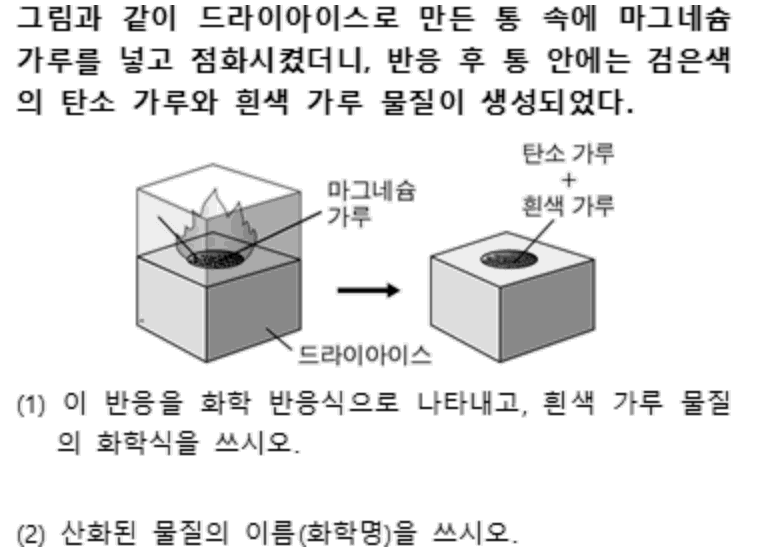 그림과 같이 드라이아이스로 만든 통 속에 마그네슘
가루를 넣고 점화시켰더니, 반응 후 통 안에는 검은색
의 탄소 가루와 흰색 가루 물질이 생성되었다.
탄소 가루
+
흰색 가루
마그네슘
가루
드라이아이스
(1) 이 반응을 화학 반응식으로 나타내고, 흰색 가루 물질
의 화학식을 쓰시오.
(2) 산화된 물질의 이름(화학명)을 쓰시오.